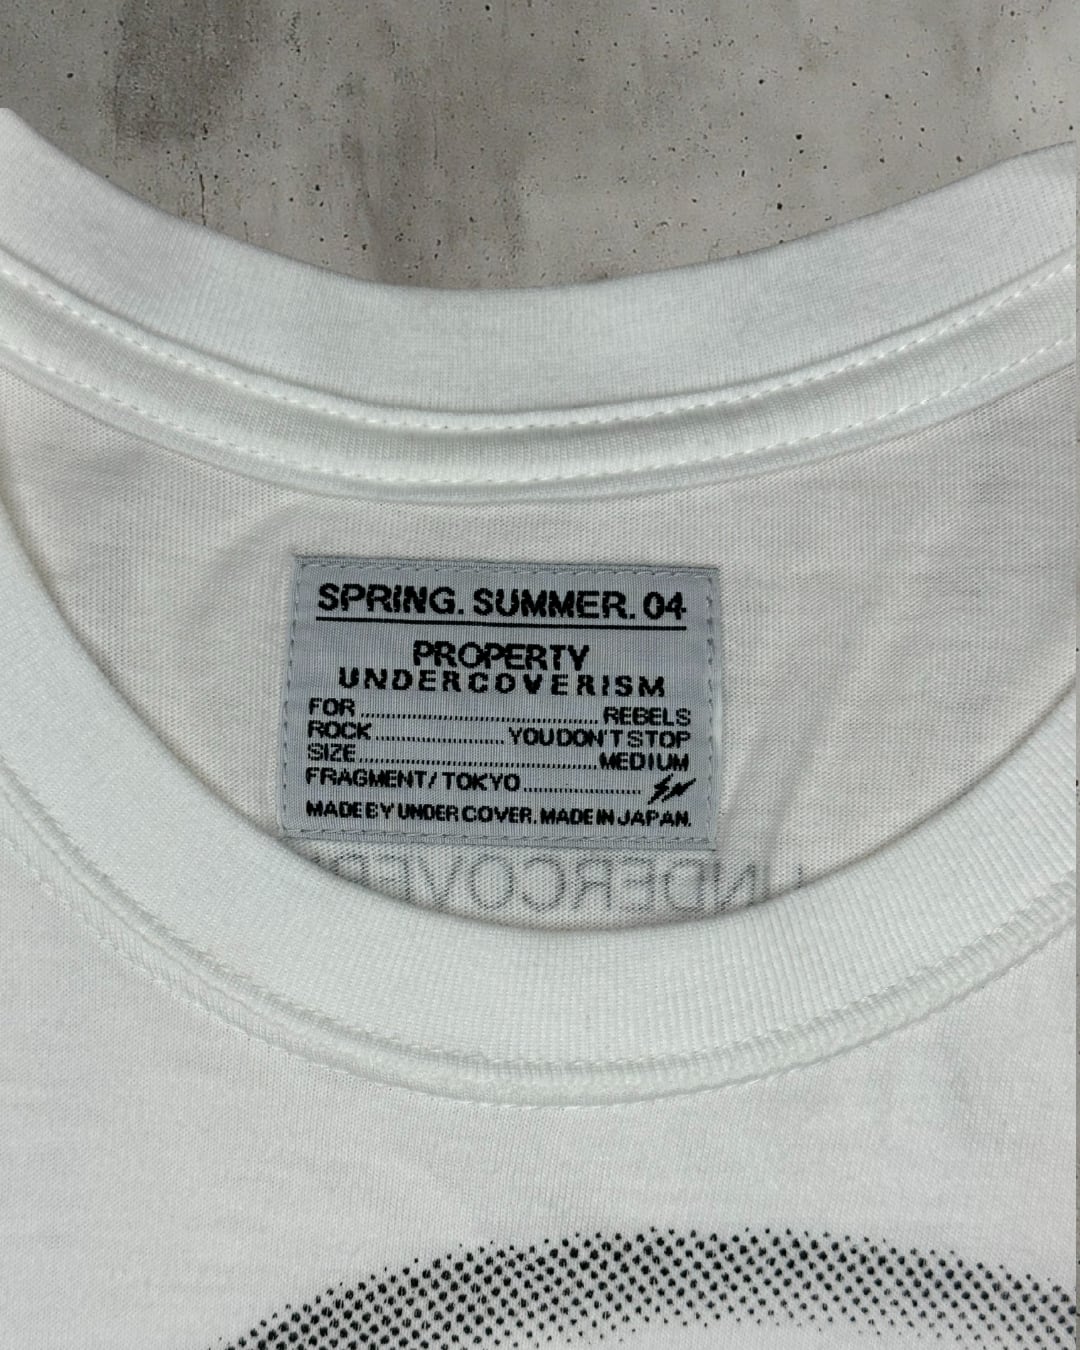 SPRING. SUMMER. 04
PROPERTY
UNDERCOVERISM
FOR........................................REBELS
ROCK......................YOU DON'T STOP
SIZE........................................MEDIUM
FRAGMENT/TOKYO....................
MADE BY UNDER COVER. MADE IN JAPAN.
UNDERCOVER